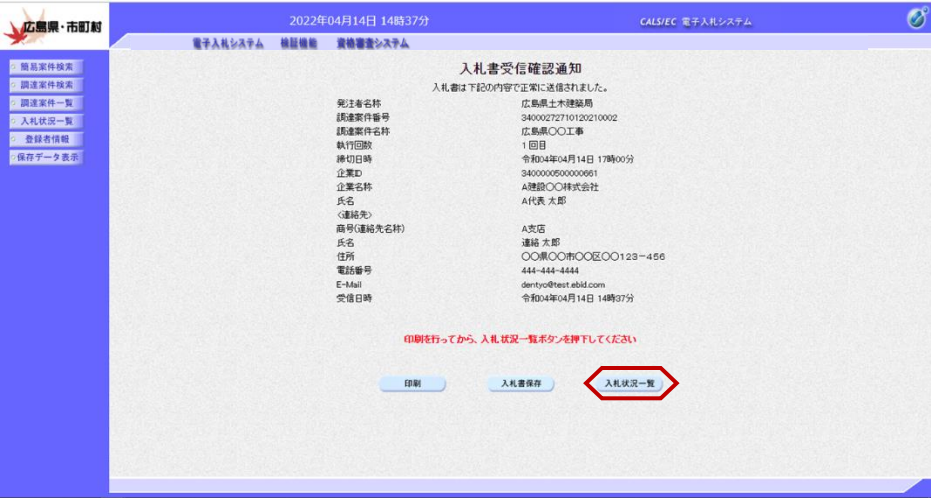 広島県・市町村
2022年04月14日 14時37分
CALS/EC 電子入札システム
電子入札システム 検証機能 資格審査システム
簡易案件検索
調達案件検索
調達案件一覧
入札状況一覧
登録者情報
保存データ表示
入札書受信確認通知
入札書は下記の内容で正常に送信されました。
発注者名称 広島県土木建築局
調達案件番号 34000272710120210002
調達案件名称 広島県〇〇工事
執行回数 1回目
締切日時 令和04年04月14日 17時00分
企業ID 3400000500000661
企業名称 A建設〇〇株式会社
氏名 A代表 太郎
〈連絡先〉
商号(連絡先名称) A支店
氏名 連絡 太郎
住所 〇〇県〇〇市〇〇区〇〇123-456
電話番号 444-444-4444
E-Mail dentyo@test.ebid.com
受信日時 令和04年04月14日 14時37分
印刷を行ってから、入札状況一覧ボタンを押下してください
印刷 入札書保存 入札状況一覧